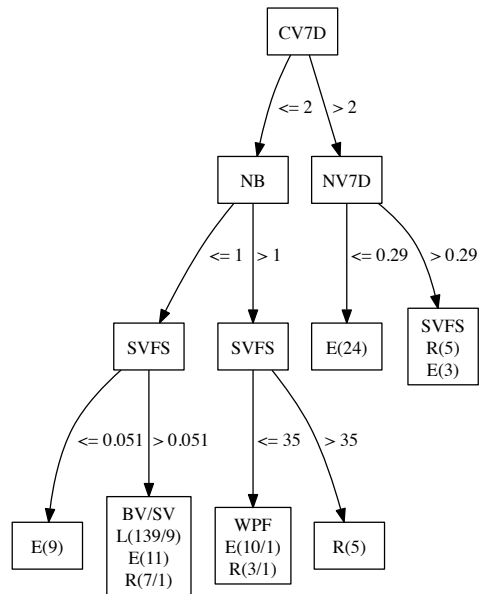 CV7D
<= 2
> 2
NB
NV7D
<= 1
> 1
<= 0.29
> 0.29
SVFS
SVFS
E(24)
SVFS
R(5)
E(3)
<= 0.051
> 0.051
<= 35
> 35
E(9)
BV/SV
L(139/9)
E(11)
R(7/1)
WPF
E(10/1)
R(3/1)
R(5)